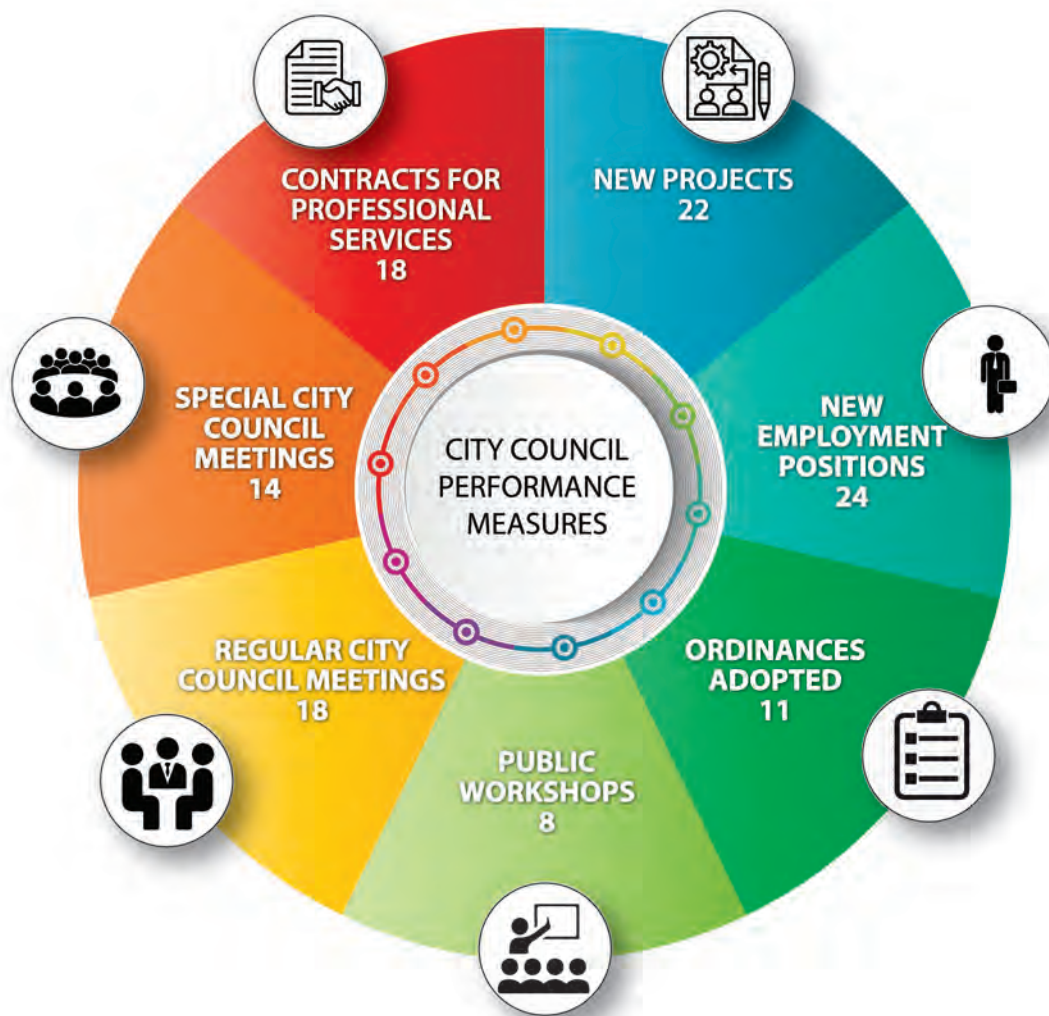 CITY COUNCIL
PERFORMANCE
MEASURES
NEW PROJECTS
22
NEW
EMPLOYMENT
POSITIONS
24
ORDINANCES
ADOPTED
11
PUBLIC
WORKSHOPS
8
REGULAR CITY
COUNCIL MEETINGS
18
SPECIAL CITY
COUNCIL
MEETINGS
14
CONTRACTS FOR
PROFESSIONAL
SERVICES
18